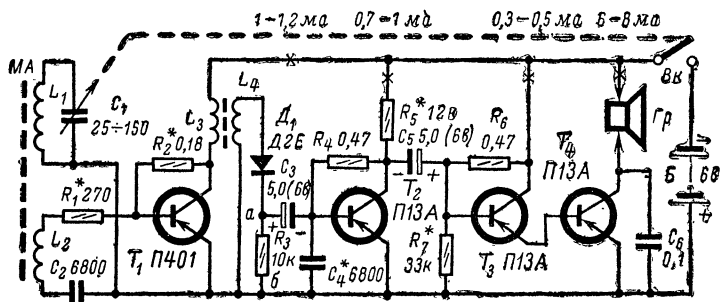 1÷1,2 ма 0,7÷1 ма 0,3÷0,5 ма 6÷8 ма
МА
L₁
C₁
25÷150
L₃
L₄
Вк
R₂* 0,18
Д₁
Д2Е
R₅* 12в
C₅ 5,0 (6в)
R₆
0,47
Гр
R₁* 270
C₃
5,0 (6в)
R₄ 0,47
T₂
П13А
T₄
П13А
Б 6в
L₂
C₂ 6800
T₁ П401
а
R₃
10к
б
C₄* 6800
R₇*
33к
T₃ П13А
C₆
0,1